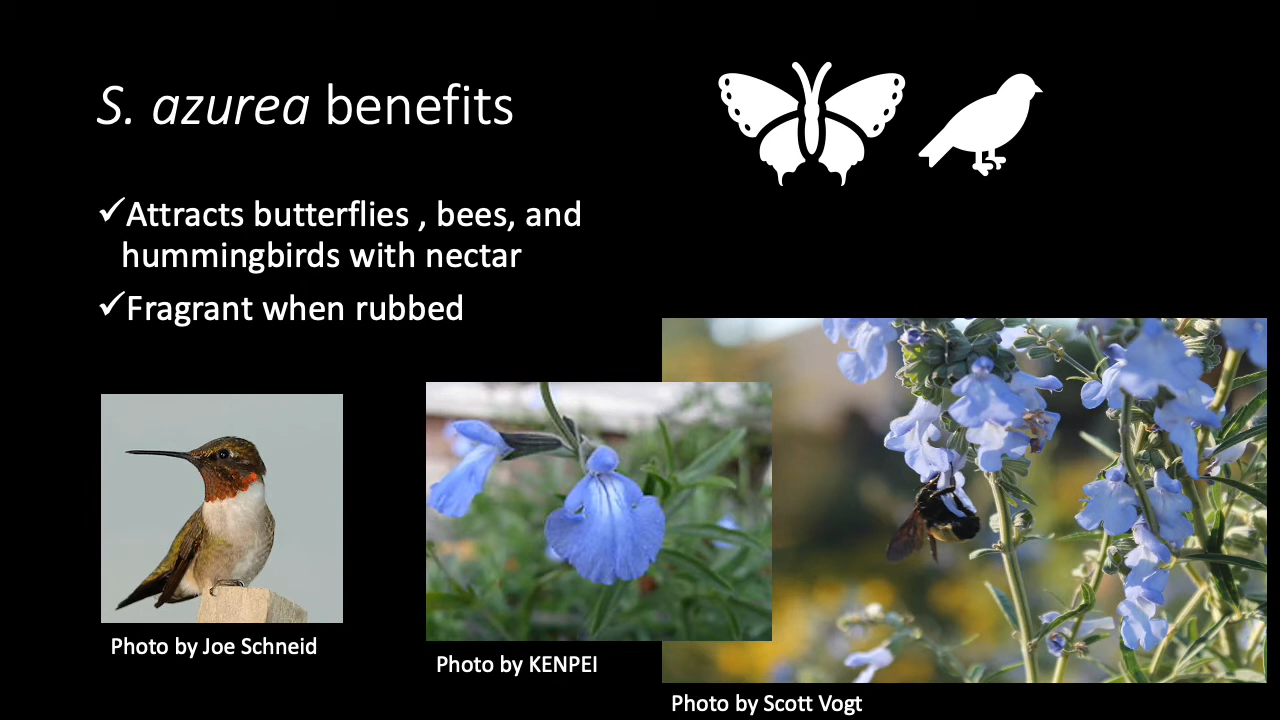 S. azurea benefits
✓Attracts butterflies , bees, and
hummingbirds with nectar
✓Fragrant when rubbed
Photo by Joe Schneid
Photo by KENPEI
Photo by Scott Vogt